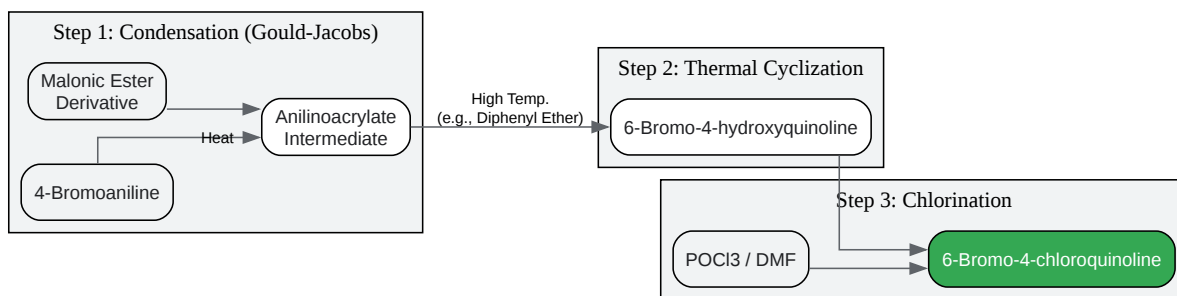 Step 1: Condensation (Gould-Jacobs)
Malonic Ester
Derivative
4-Bromoaniline
Heat
Anilinoacrylate
Intermediate
High Temp.
(e.g., Diphenyl Ether)
Step 2: Thermal Cyclization
6-Bromo-4-hydroxyquinoline
Step 3: Chlorination
POCl3 / DMF
6-Bromo-4-chloroquinoline